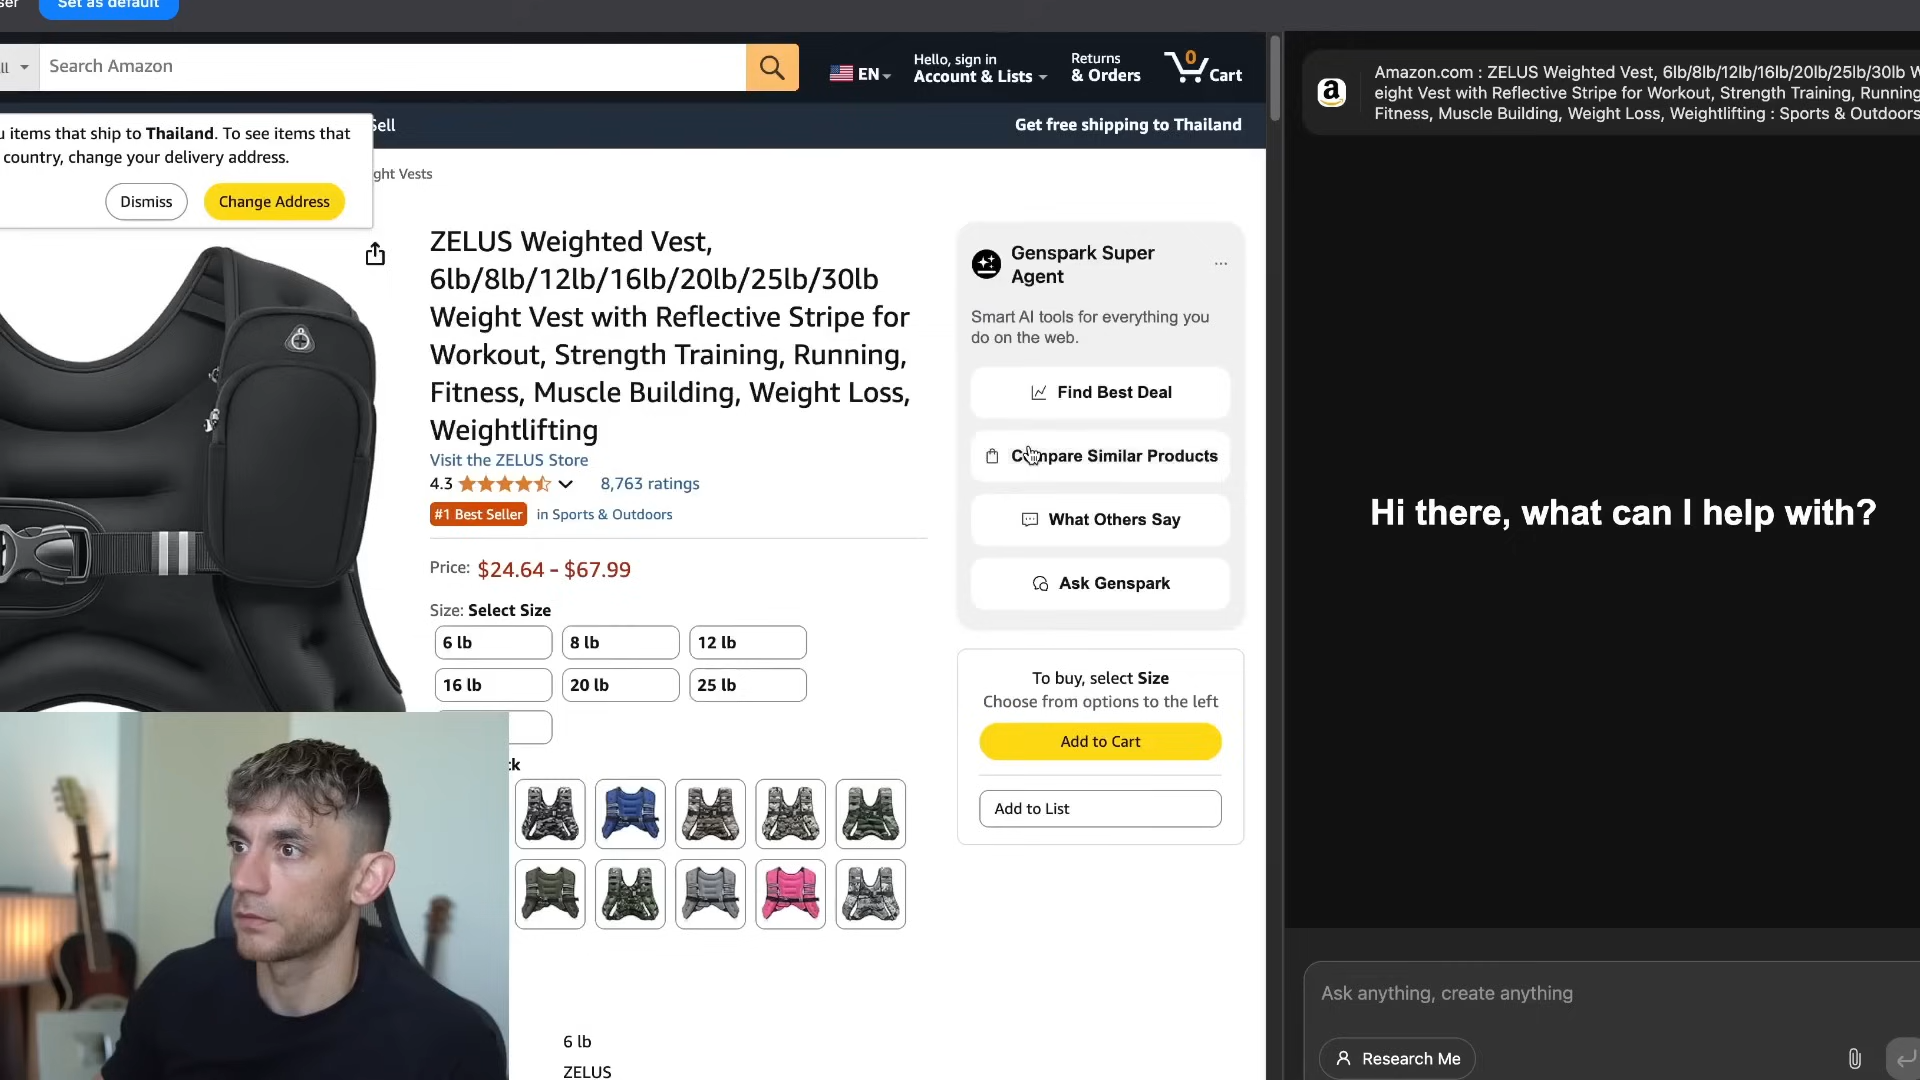 Set as default
Search Amazon
EN
Hello, sign in
Account & Lists
Returns
& Orders
0
Cart
Sell
Get free shipping to Thailand
items that ship to Thailand. To see items that
country, change your delivery address.
Dismiss
Change Address
ght Vests
ZELUS Weighted Vest,
6lb/8lb/12lb/16lb/20lb/25lb/30lb
Weight Vest with Reflective Stripe for
Workout, Strength Training, Running,
Fitness, Muscle Building, Weight Loss,
Weightlifting
Visit the ZELUS Store
4.3
8,763 ratings
#1 Best Seller
in Sports & Outdoors
Price: $24.64 - $67.99
Size: Select Size
6 lb
8 lb
12 lb
16 lb
20 lb
25 lb
ck
6 lb
ZELUS
Genspark Super
Agent
...
Smart AI tools for everything you
do on the web.
Find Best Deal
Compare Similar Products
What Others Say
Ask Genspark
To buy, select Size
Choose from options to the left
Add to Cart
Add to List
a
Amazon.com : ZELUS Weighted Vest, 6lb/8lb/12lb/16lb/20lb/25lb/30lb W
eight Vest with Reflective Stripe for Workout, Strength Training, Running
Fitness, Muscle Building, Weight Loss, Weightlifting : Sports & Outdoors
Hi there, what can I help with?
Ask anything, create anything
Research Me